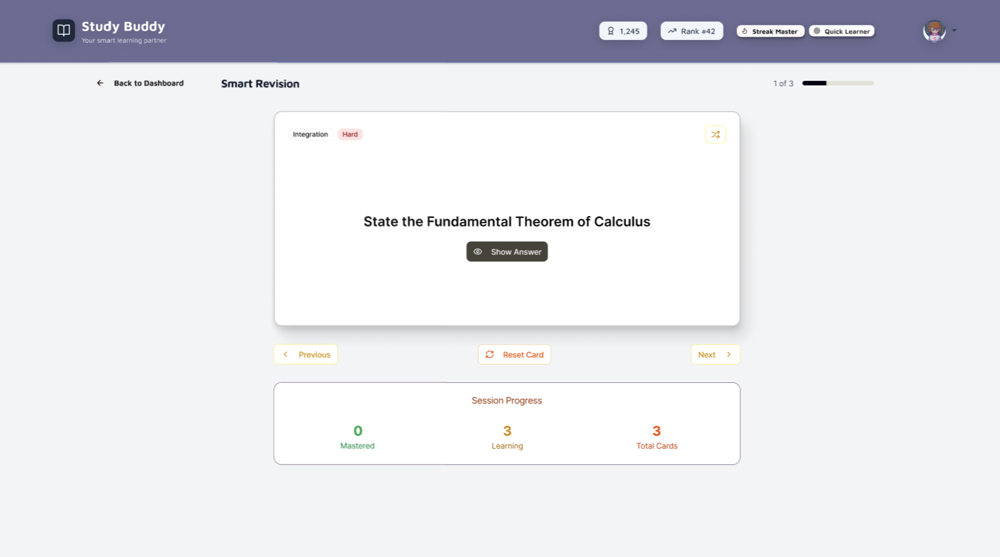 Study Buddy
Your smart learning partner
1,245
Rank #42
Streak Master
Quick Learner
Back to Dashboard
Smart Revision
1 of 3
Integration
Hard
State the Fundamental Theorem of Calculus
Show Answer
Previous
Reset Card
Next
Session Progress
0
3
3
Mastered
Learning
Total Cards